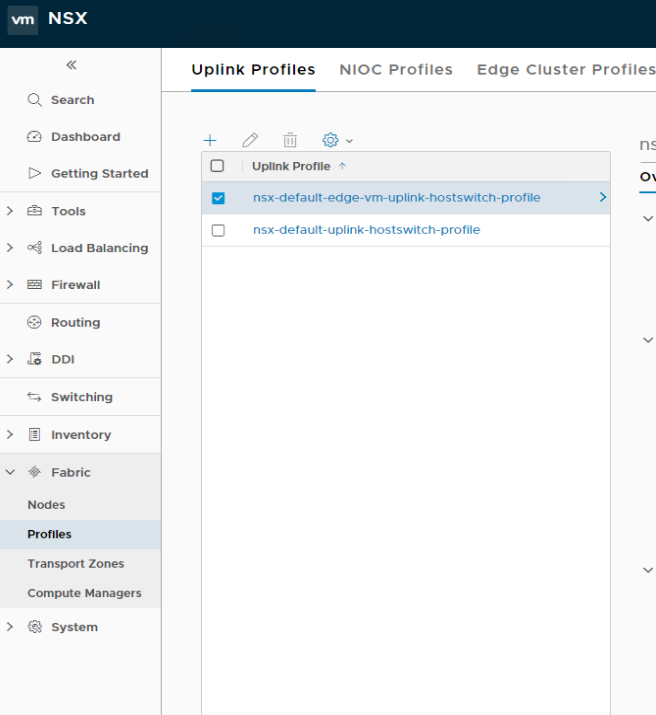 vm NSX
Uplink Profiles NIOC Profiles Edge Cluster Profiles
Search
Dashboard
Getting Started
Tools
Load Balancing
Firewall
Routing
DDI
Switching
Inventory
Fabric
Nodes
Profiles
Transport Zones
Compute Managers
System
Uplink Profile
nsx-default-edge-vm-uplink-hostswitch-profile
nsx-default-uplink-hostswitch-profile